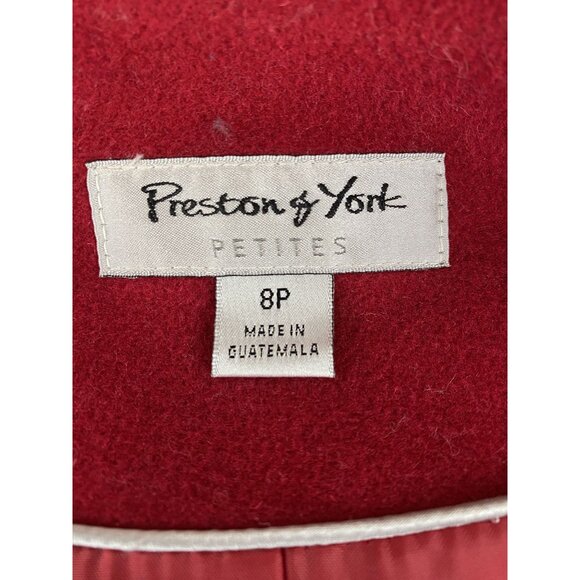 Preston & York
PETITES
8P
MADE IN
GUATEMALA